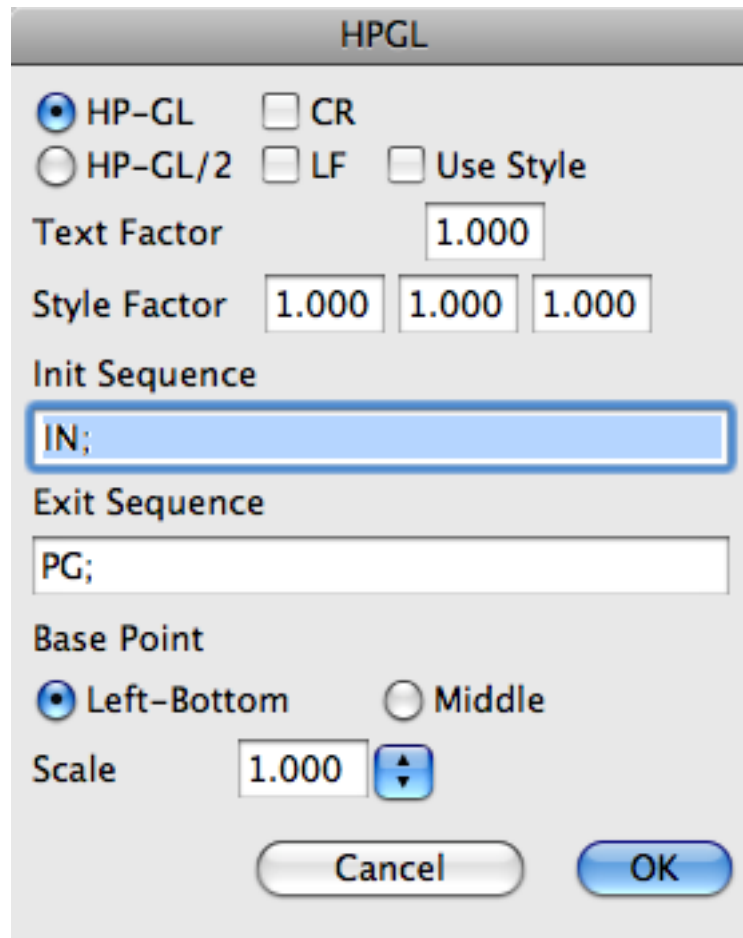 HPGL
HP-GL CR
HP-GL/2 LF Use Style
Text Factor 1.000
Style Factor 1.000 1.000 1.000
Init Sequence
IN;
Exit Sequence
PG;
Base Point
Left-Bottom Middle
Scale 1.000
Cancel OK